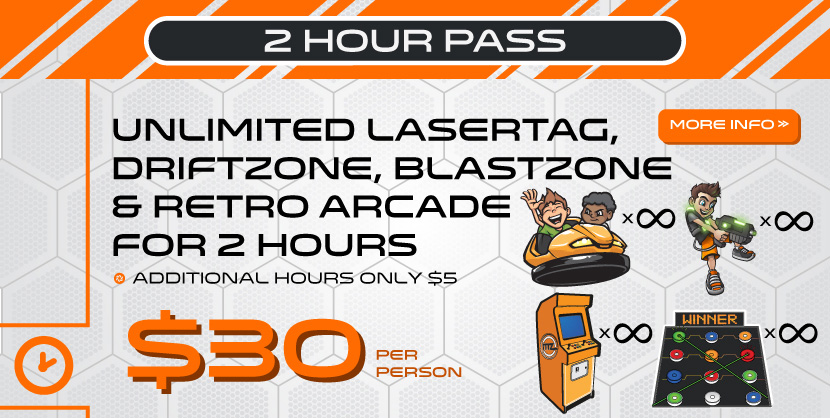 2 HOUR PASS
UNLIMITED LASERTAG,
DRIFTZONE, BLASTZONE
& RETRO ARCADE
FOR 2 HOURS
ADDITIONAL HOURS ONLY $5
$30
PER
PERSON
MORE INFO »
x∞
x∞
x∞
WINNER
x∞